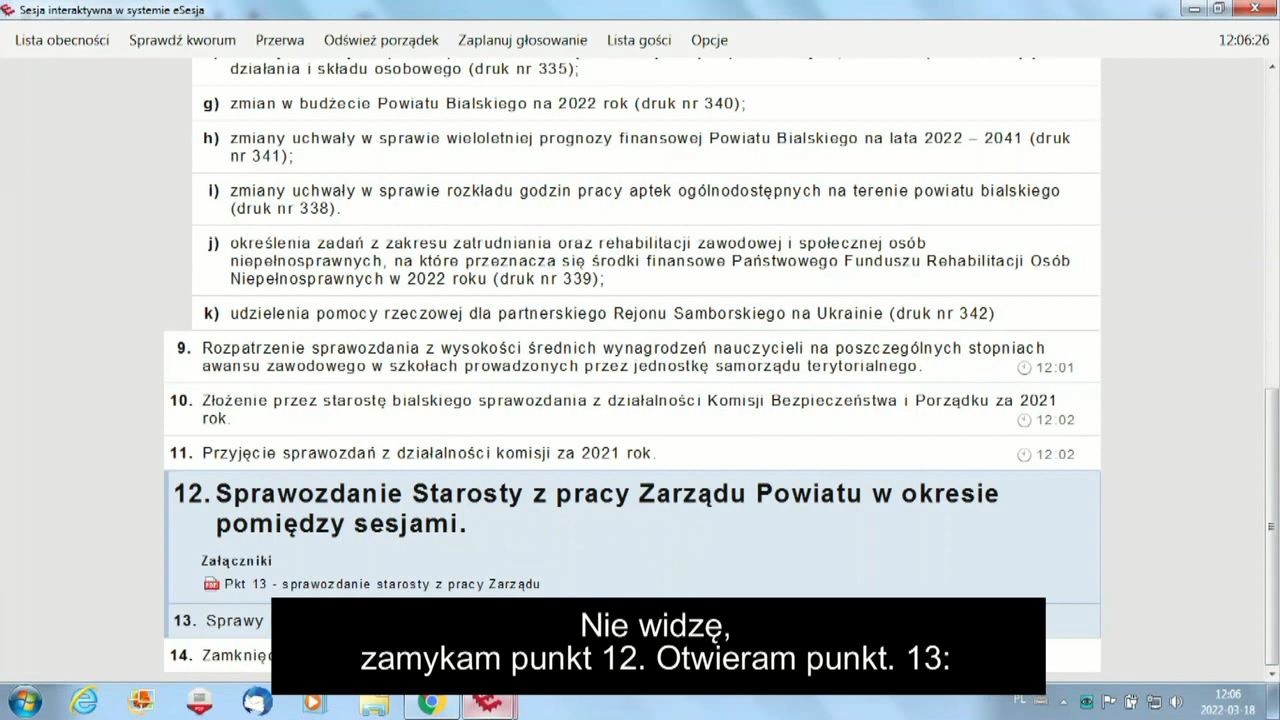 Sesja interaktywna w systemie eSesja
Lista obecności Sprawdź kworum Przerwa Odśwież porządek Zaplanuj głosowanie Lista gości Opcje 12:06:26
działania i składu osobowego (druk nr 335);
g) zmian w budżecie Powiatu Bialskiego na 2022 rok (druk nr 340);
h) zmiany uchwały w sprawie wieloletniej prognozy finansowej Powiatu Bialskiego na lata 2022 – 2041 (druk
nr 341);
i) zmiany uchwały w sprawie rozkładu godzin pracy aptek ogólnodostępnych na terenie powiatu bialskiego
(druk nr 338).
j) określenia zadań z zakresu zatrudniania oraz rehabilitacji zawodowej i społecznej osób
niepełnosprawnych, na które przeznacza się środki finansowe Państwowego Funduszu Rehabilitacji Osób
Niepełnosprawnych w 2022 roku (druk nr 339);
k) udzielenia pomocy rzeczowej dla partnerskiego Rejonu Samborskiego na Ukrainie (druk nr 342)
9. Rozpatrzenie sprawozdania z wysokości średnich wynagrodzeń nauczycieli na poszczególnych stopniach
awansu zawodowego w szkołach prowadzonych przez jednostkę samorządu terytorialnego. 12:01
10. Złożenie przez starostę bialskiego sprawozdania z działalności Komisji Bezpieczeństwa i Porządku za 2021
rok. 12:02
11. Przyjęcie sprawozdań z działalności komisji za 2021 rok. 12:02
12. Sprawozdanie Starosty z pracy Zarządu Powiatu w okresie
pomiędzy sesjami.
Załączniki
Pkt 13 - sprawozdanie starosty z pracy Zarządu
13. Sprawy
14. Zamknię
Nie widzę,
zamykam punkt 12. Otwieram punkt. 13:
PL 12:06
2022-03-18